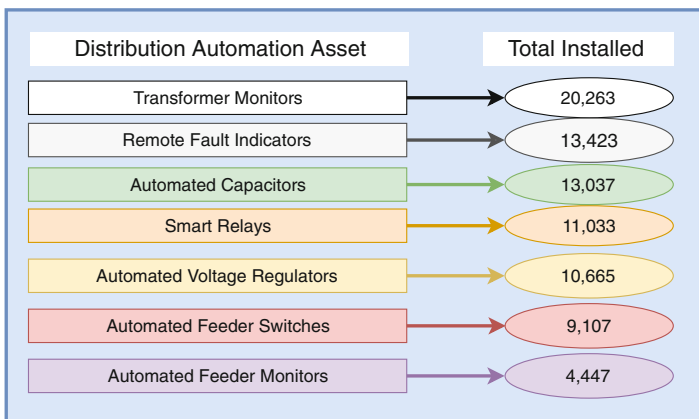 Distribution Automation Asset Total Installed
Transformer Monitors 20,263
Remote Fault Indicators 13,423
Automated Capacitors 13,037
Smart Relays 11,033
Automated Voltage Regulators 10,665
Automated Feeder Switches 9,107
Automated Feeder Monitors 4,447